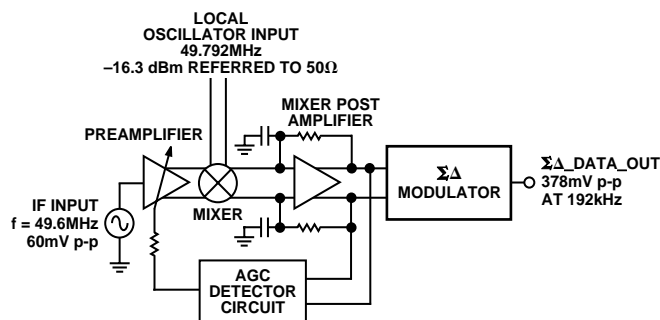 LOCAL
OSCILLATOR INPUT
49.792MHz
–16.3 dBm REFERRED TO 50Ω
MIXER POST
AMPLIFIER
PREAMPLIFIER
IF INPUT
f = 49.6MHz
60mV p-p
MIXER
ΣΔ
MODULATOR
ΣΔ_DATA_OUT
378mV p-p
AT 192kHz
AGC
DETECTOR
CIRCUIT